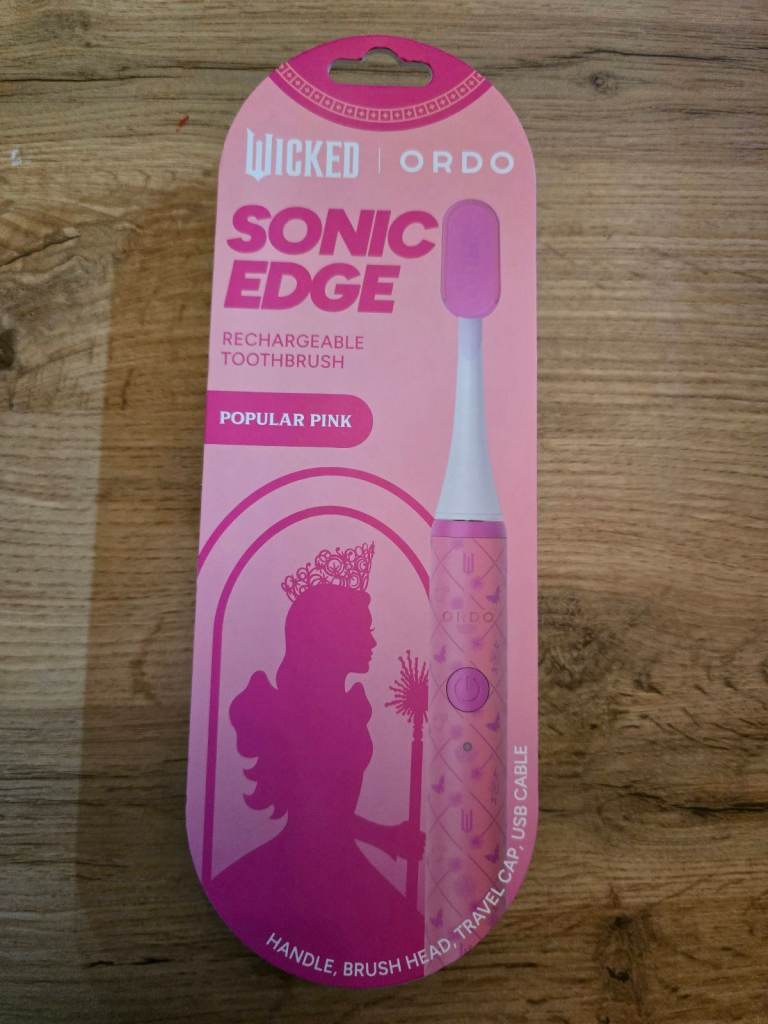 WICKED | ORDO
SONIC
EDGE
RECHARGEABLE
TOOTHBRUSH
POPULAR PINK
ORDO
HANDLE, BRUSH HEAD, TRAVEL CAP, USB CABLE